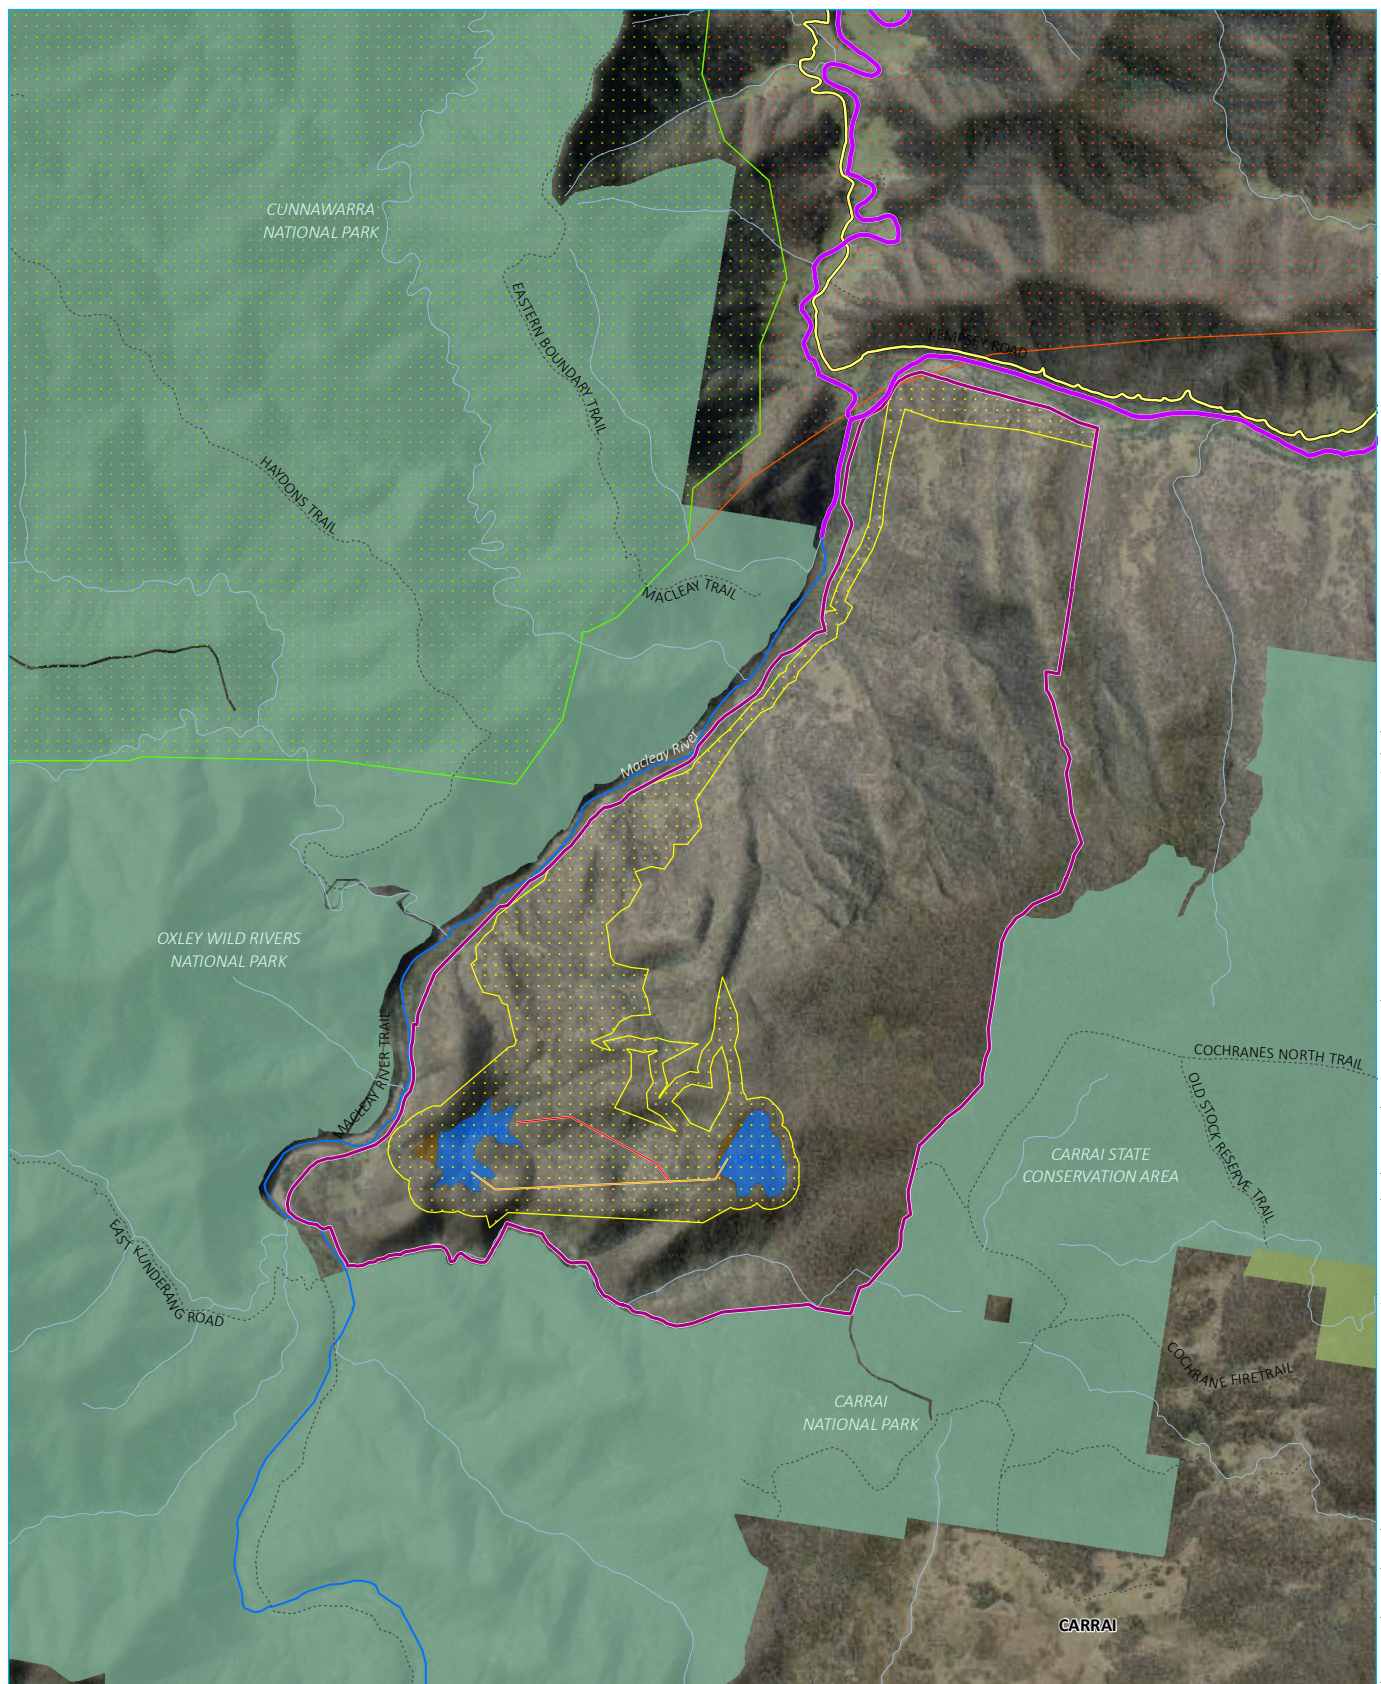 CUNNAWARRA
NATIONAL PARK
EASTERN BOUNDARY TRAIL
KEMPSEY ROAD
HAYDONS TRAIL
MACLEAY TRAIL
Macleay River
OXLEY WILD RIVERS
NATIONAL PARK
MACLEAY RIVER TRAIL
COCHRANES NORTH TRAIL
OLD STOCK RESERVE TRAIL
CARRAI STATE
CONSERVATION AREA
EAST KUNDERANG ROAD
COCHRANE FIRETRAIL
CARRAI
NATIONAL PARK
CARRAI